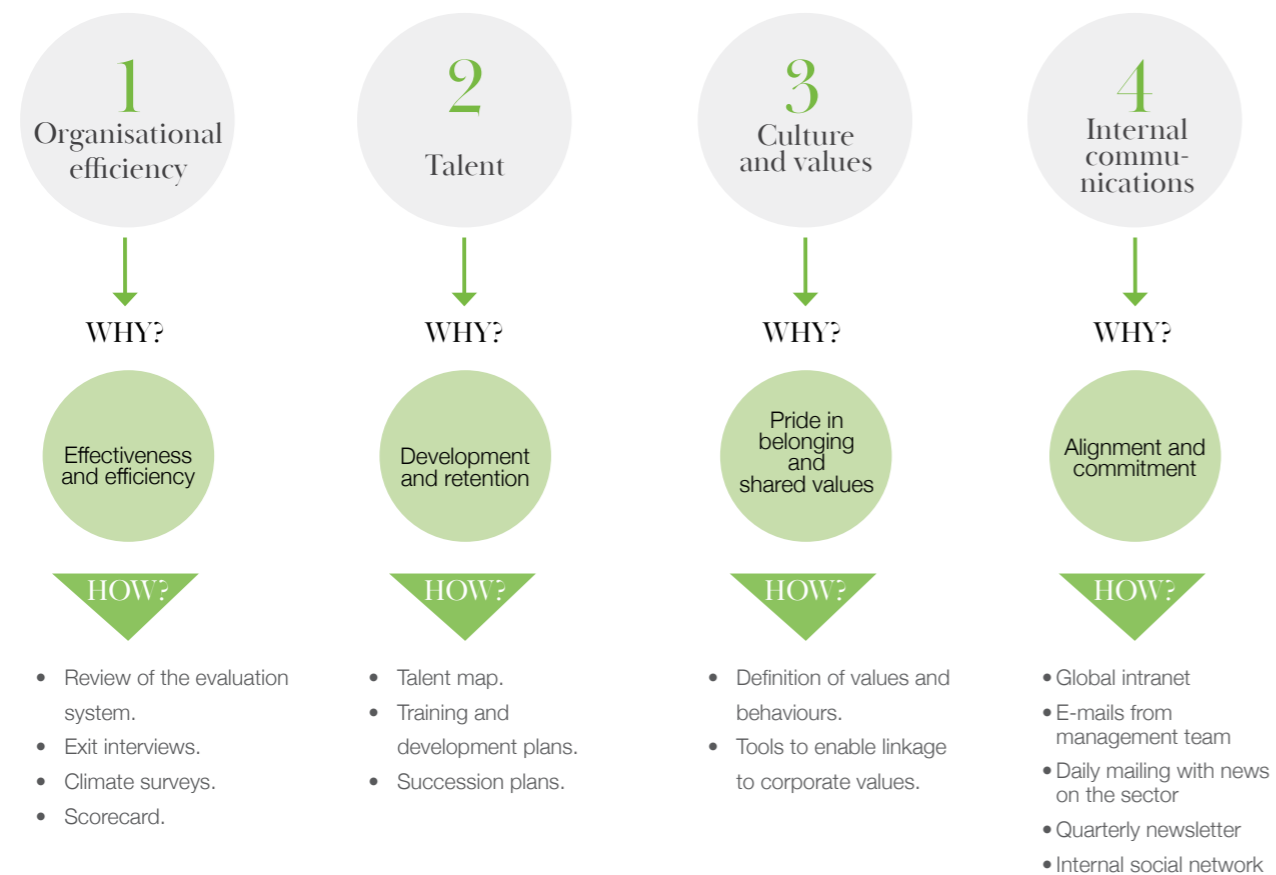 1
Organisational
efficiency
WHY?
Effectiveness
and efficiency
HOW?
• Review of the evaluation
system.
• Exit interviews.
• Climate surveys.
• Scorecard.
2
Talent
WHY?
Development
and retention
HOW?
• Talent map.
• Training and
development plans.
• Succession plans.
3
Culture
and values
WHY?
Pride in
belonging
and
shared values
HOW?
• Definition of values and
behaviours.
• Tools to enable linkage
to corporate values.
4
Internal
commu-
nications
WHY?
Alignment and
commitment
HOW?
• Global intranet
• E-mails from
management team
• Daily mailing with news
on the sector
• Quarterly newsletter
• Internal social network